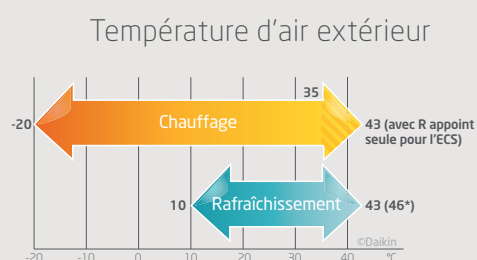 Température d'air extérieur
35
-20
Chauffage
43 (avec R appoint
seule pour l'ECS)
10
Rafraîchissement
43 (46*)
©Daikin
-20 -10 0 10 20 30 40 °C